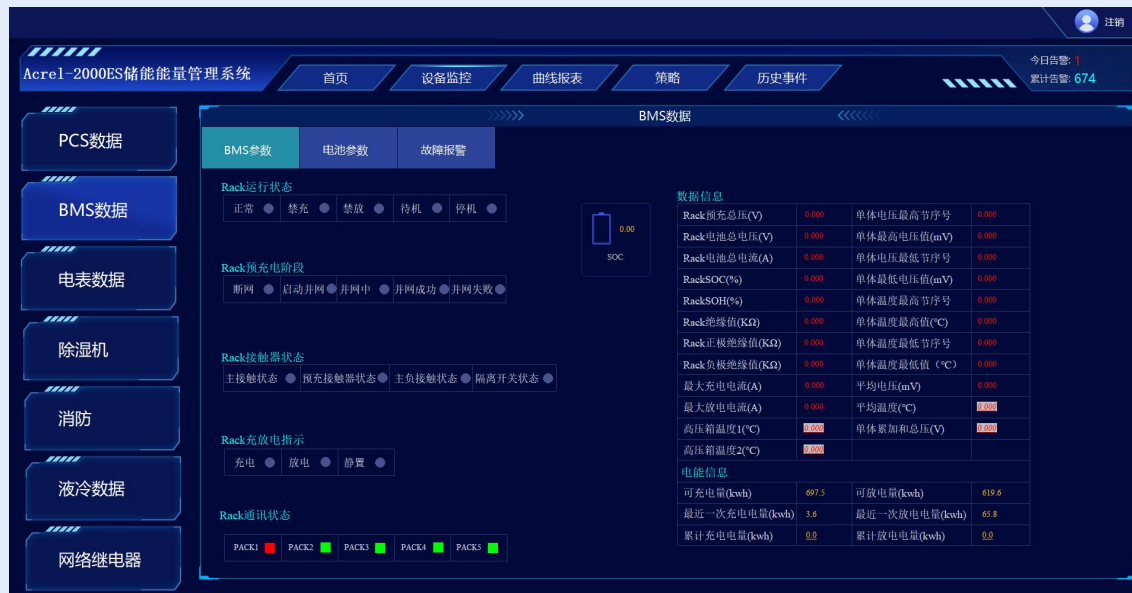 注销
Acrel-2000ES储能能量管理系统
首页 设备监控 曲线报表 策略 历史事件
今日告警: 1
累计告警: 674
PCS数据
BMS数据
电表数据
除湿机
消防
液冷数据
网络继电器
BMS数据
BMS参数 电池参数 故障报警
Rack运行状态
正常 禁充 禁放 待机 停机
Rack预充电阶段
断网 启动并网 并网中 并网成功 并网失败
Rack接触器状态
主接触状态 预充接触器状态 主负接触状态 隔离开关状态
Rack充放电指示
充电 放电 静置
Rack通讯状态
PACK1 PACK2 PACK3 PACK4 PACK5
0.00
SOC
数据信息
Rack预充总压(V) 0.000 单体电压最高节序号 0.000
Rack电池总电压(V) 0.000 单体最高电压值(mV) 0.000
Rack电池总电流(A) 0.000 单体电压最低节序号 0.000
RackSOC(%) 0.000 单体最低电压值(mV) 0.000
RackSOH(%) 0.000 单体温度最高节序号 0.000
Rack绝缘值(KΩ) 0.000 单体温度最高值(°C) 0.000
Rack正极绝缘值(KΩ) 0.000 单体温度最低节序号 0.000
Rack负极绝缘值(KΩ) 0.000 单体温度最低值（°C） 0.000
最大充电电流(A) 0.000 平均电压(mV) 0.000
最大放电电流(A) 0.000 平均温度(°C) 0.000
高压箱温度1(°C) 0.000 单体累加和总压(V) 0.000
高压箱温度2(°C) 0.000
电能信息
可充电量(kwh) 697.5 可放电量(kwh) 619.6
最近一次充电电量(kwh) 3.6 最近一次放电电量(kwh) 65.8
累计充电电量(kwh) 0.0 累计放电电量(kwh) 0.0